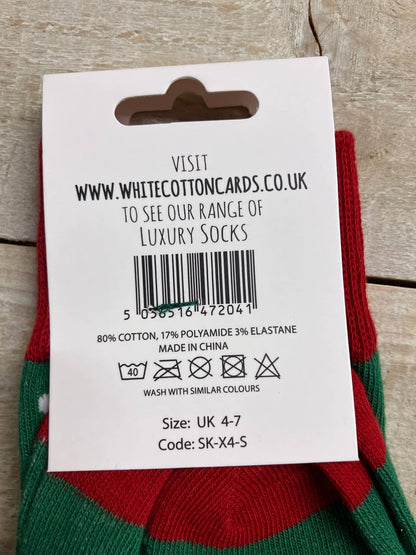 VISIT
WWW.WHITECOTTONCARDS.CO.UK
TO SEE OUR RANGE OF
LUXURY SOCKS
5 056516 472041
80% COTTON, 17% POLYAMIDE 3% ELASTANE
MADE IN CHINA
40
WASH WITH SIMILAR COLOURS
Size: UK 4-7
Code: SK-X4-S